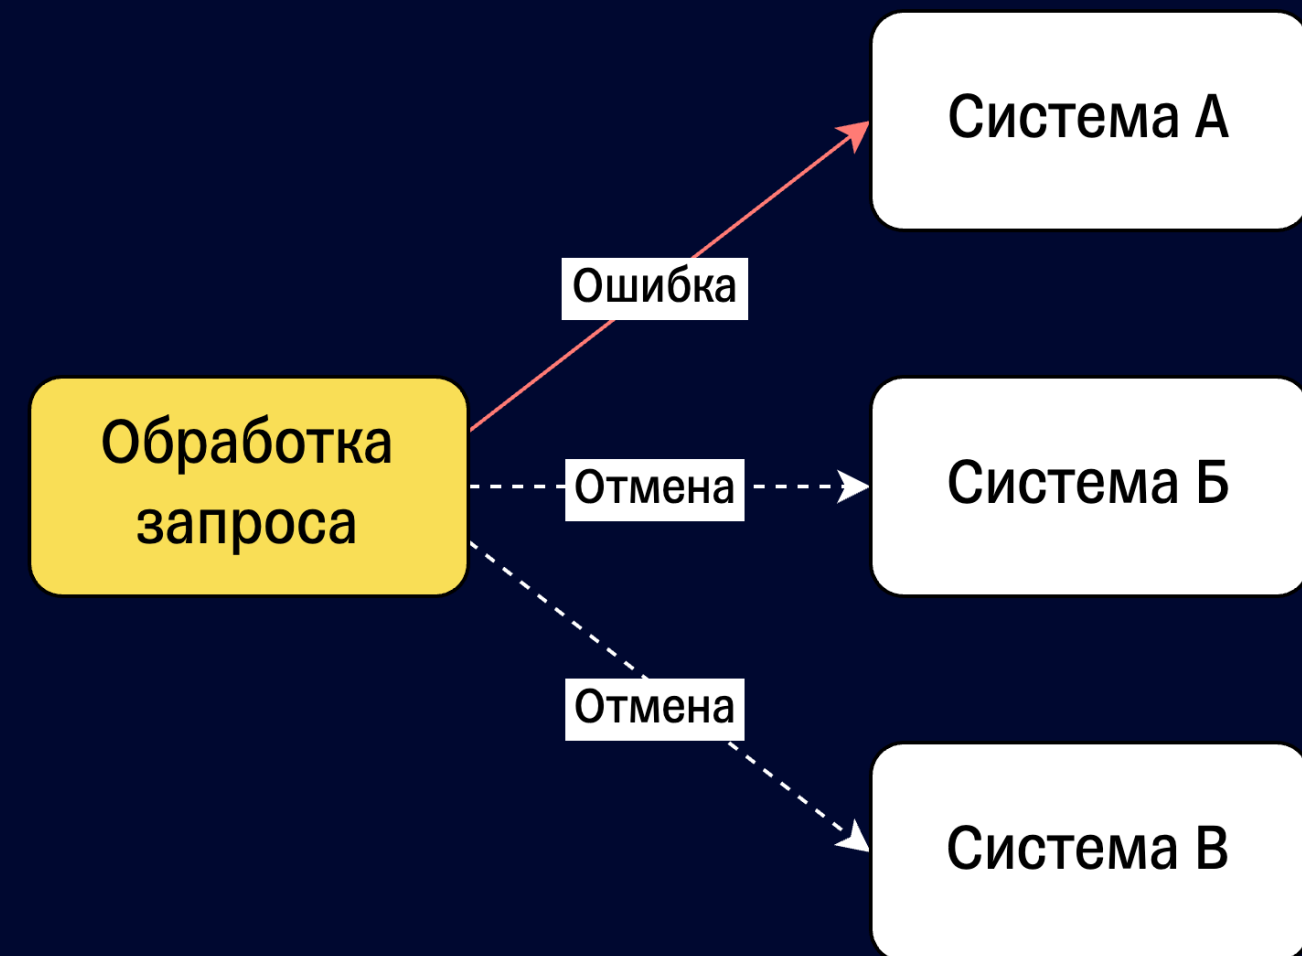 Система А
Ошибка
Обработка
запроса
Отмена
Система Б
Отмена
Система В